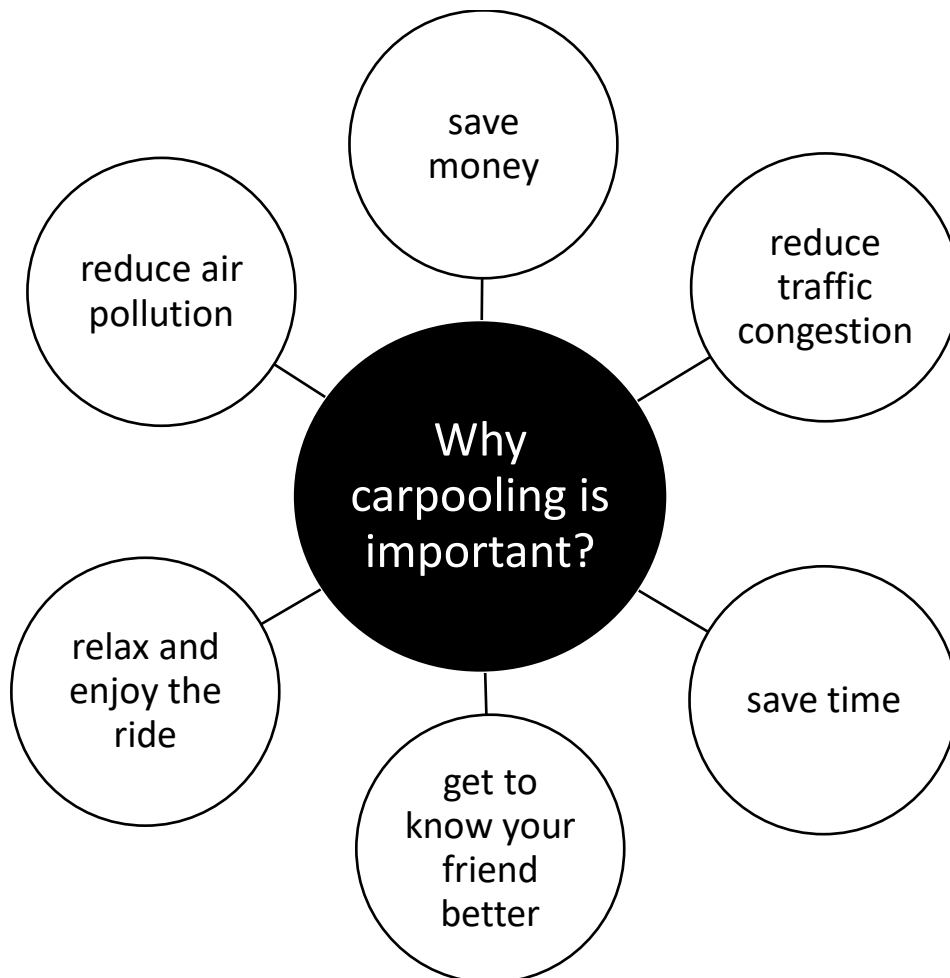 save
money
reduce air
pollution
reduce
traffic
congestion
Why
carpooling is
important?
relax and
enjoy the
ride
save time
get to
know your
friend
better